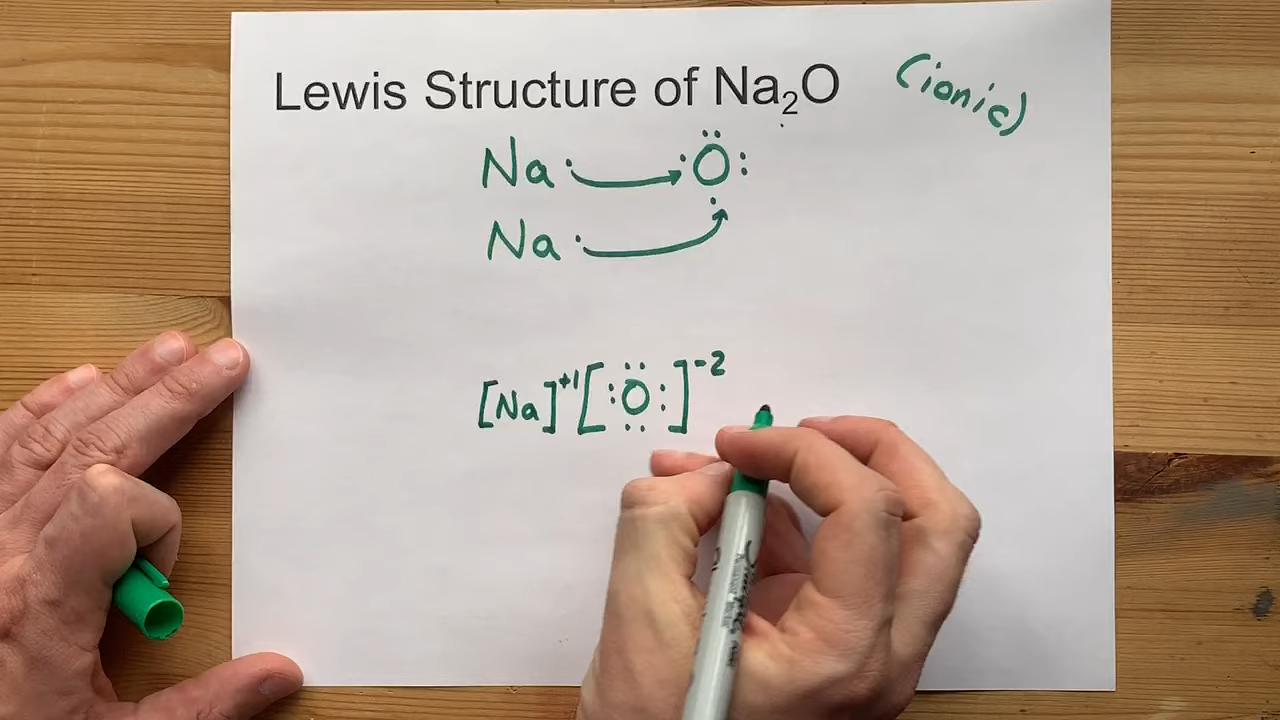 Lewis Structure of Na₂O (ionic)
Na· → ·Ö:
Na·
[Na]⁺¹[:Ö:]⁻²